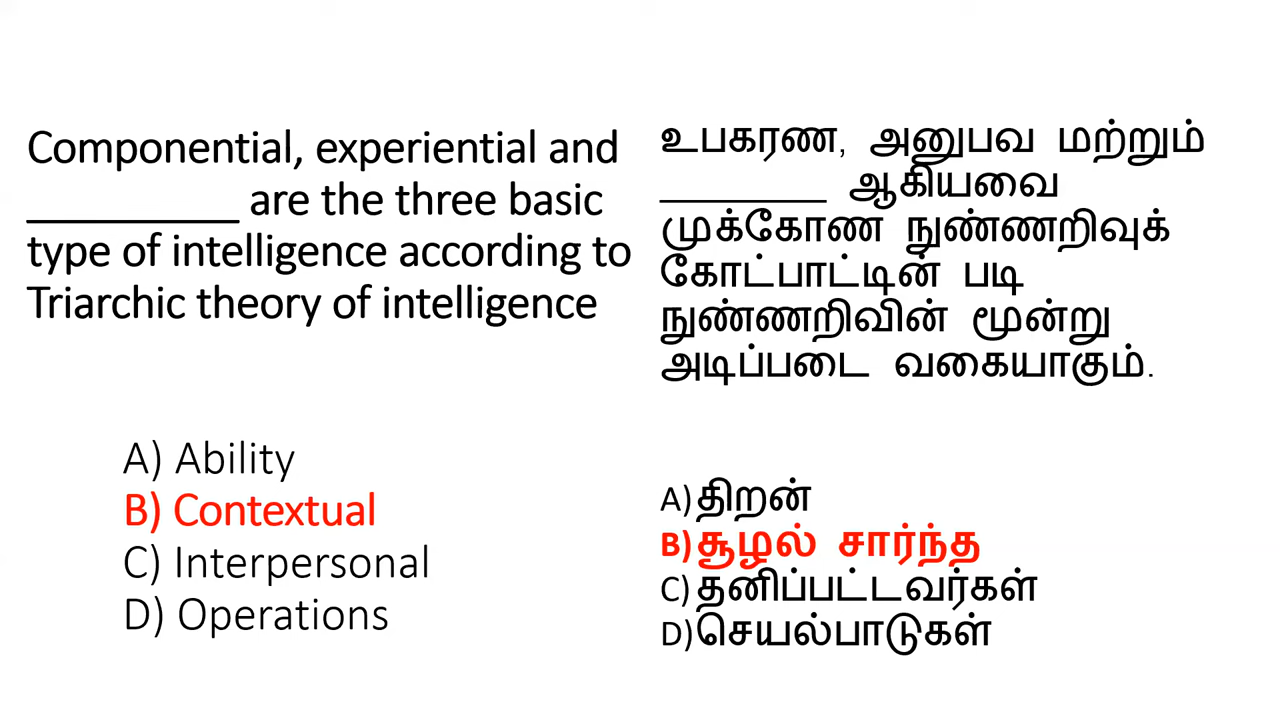 Componential, experiential and
__________ are the three basic
type of intelligence according to
Triarchic theory of intelligence
A) Ability
B) Contextual
C) Interpersonal
D) Operations
உபகரண, அனுபவ மற்றும்
________ ஆகியவை
முக்கோண நுண்ணறிவுக்
கோட்பாட்டின் படி
நுண்ணறிவின் மூன்று
அடிப்படை வகையாகும்.
A)திறன்
B)சூழல் சார்ந்த
C)தனிப்பட்டவர்கள்
D)செயல்பாடுகள்